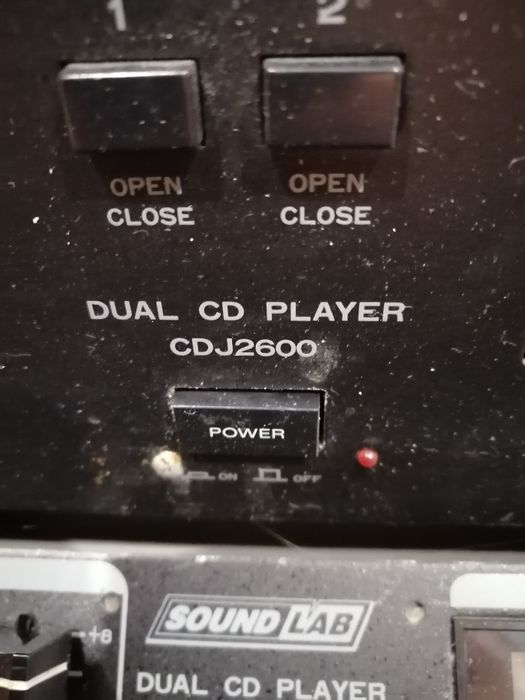 1 2
OPEN OPEN
CLOSE CLOSE
DUAL CD PLAYER
CDJ2600
POWER
ON OFF
+8
SOUND LAB
DUAL CD PLAYER